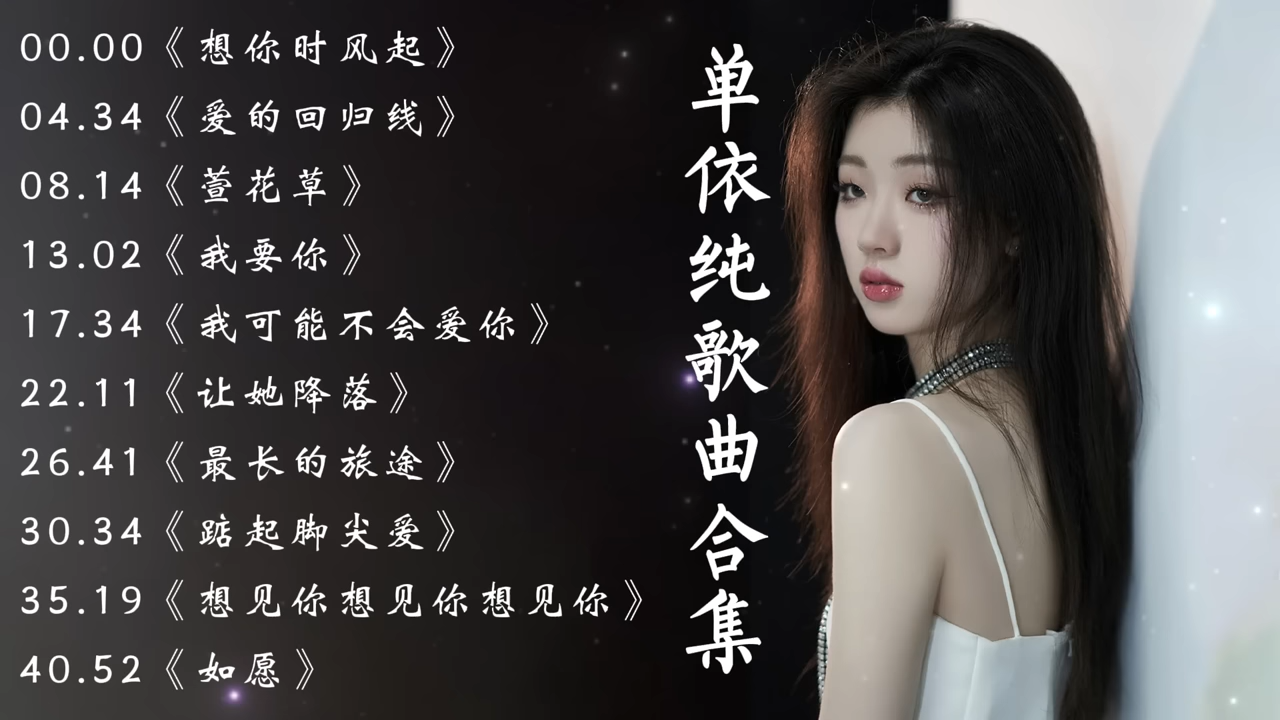 00.00《想你时风起》
04.34《爱的回归线》
08.14《萱花草》
13.02《我要你》
17.34《我可能不会爱你》
22.11《让她降落》
26.41《最长的旅途》
30.34《踮起脚尖爱》
35.19《想见你想见你想见你》
40.52《如愿》
单依纯歌曲合集